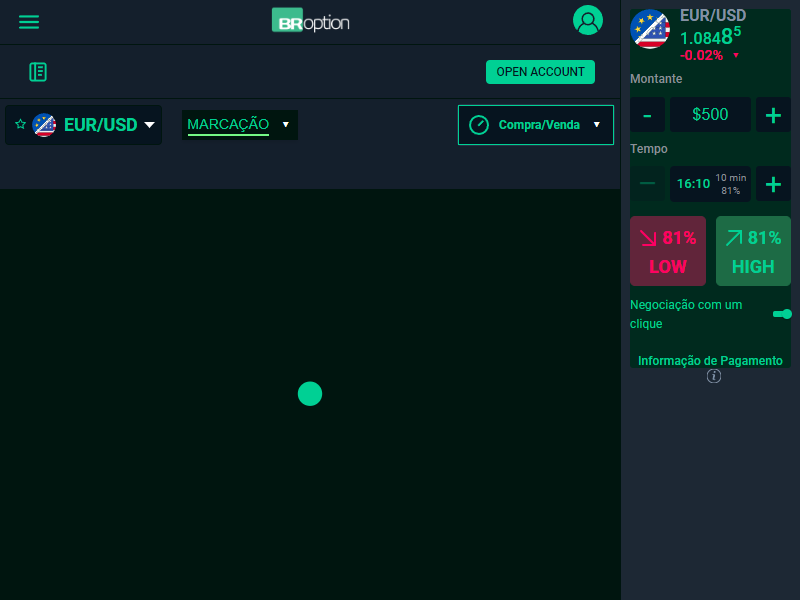 BRoption
OPEN ACCOUNT
EUR/USD
MARCAÇÃO
Compra/Venda
EUR/USD
1.08485
-0.02%
Montante
- $500 +
Tempo
16:10 10 min
81%
81% LOW
81% HIGH
Negociação com um
clique
Informação de Pagamento